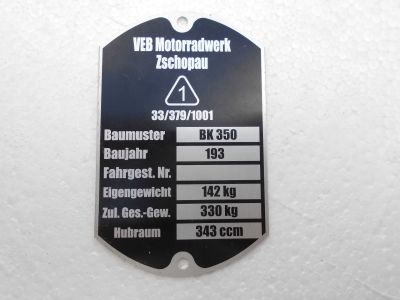 VEB Motorradwerk
Zschopau
1
33/379/1001
Baumuster BK 350
Baujahr 193
Fahrgest. Nr.
Eigengewicht 142 kg
Zul. Ges.-Gew. 330 kg
Hubraum 343 ccm